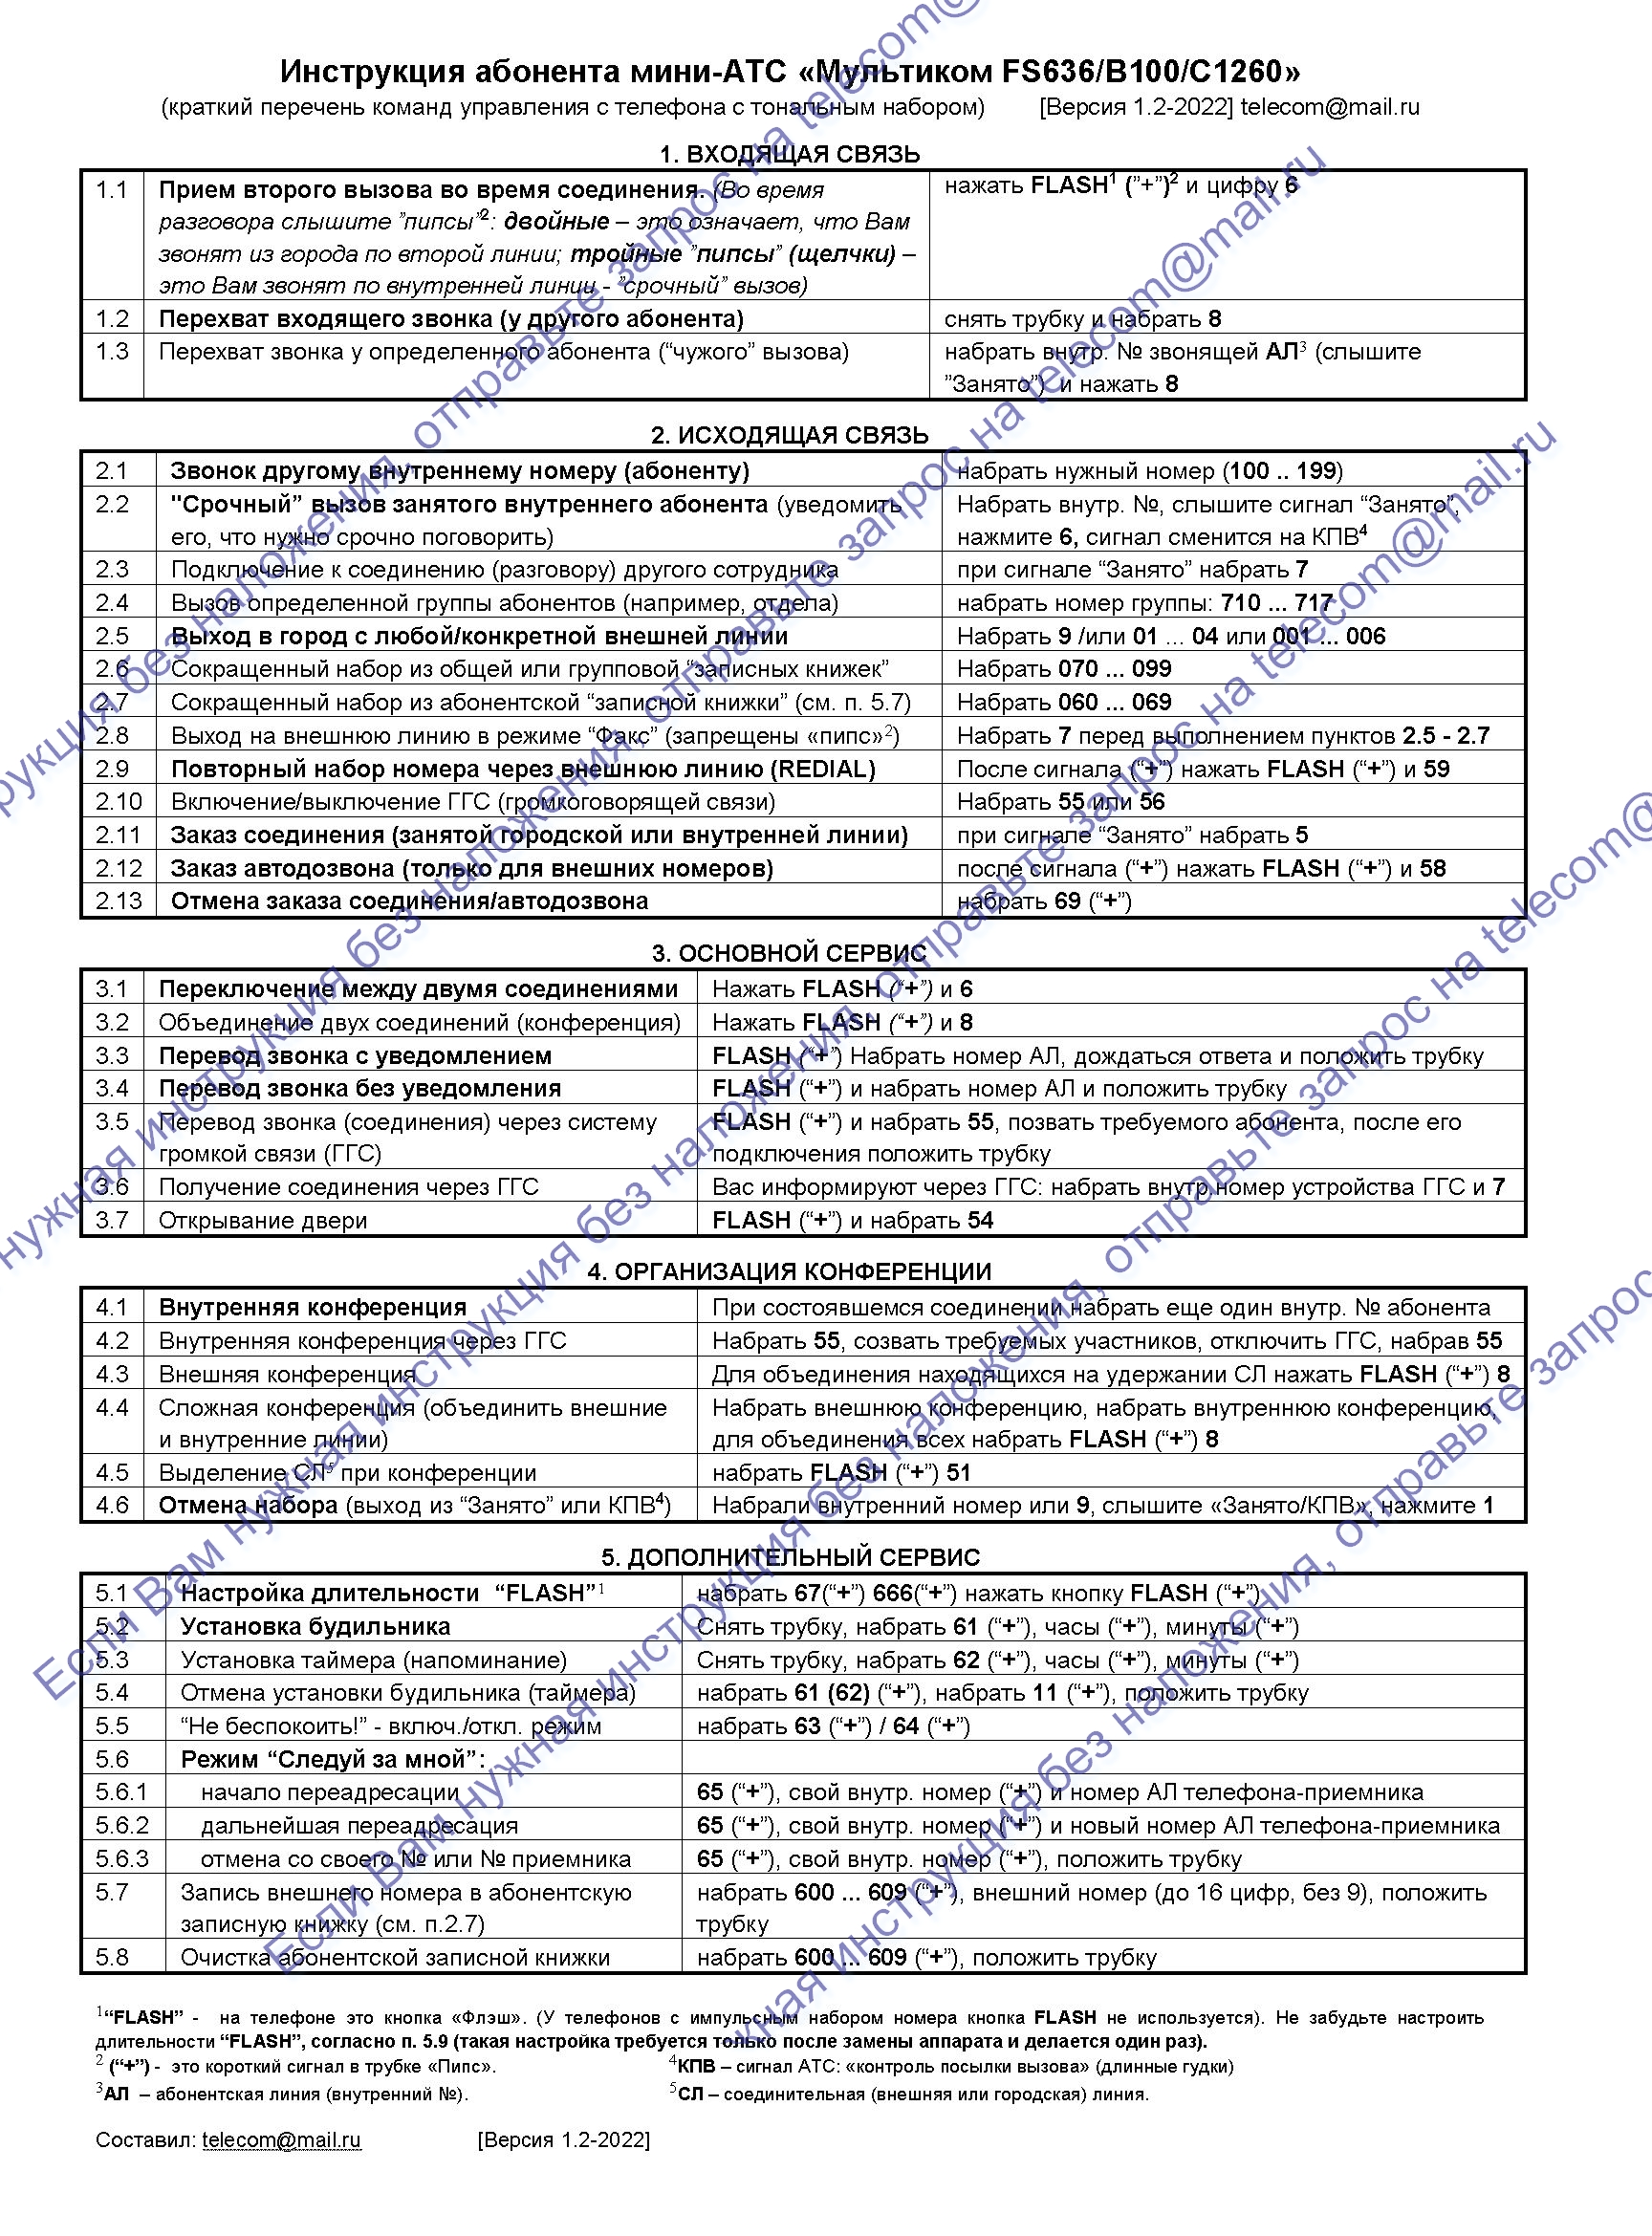 Инструкция абонента мини-АТС «Мультиком FS636/B100/C1260»
(краткий перечень команд управления с телефона с тональным набором) [Версия 1.2-2022] telecom@mail.ru
1. ВХОДЯЩАЯ СВЯЗЬ
1.1 Прием второго вызова во время соединения. (Во время нажать FLASH¹ (”+”)² и цифру 6
разговора слышите ”пипсы”²: двойные – это означает, что Вам
звонят из города по второй линии; тройные ”пипсы” (щелчки) –
это Вам звонят по внутренней линии - ”срочный” вызов)
1.2 Перехват входящего звонка (у другого абонента) снять трубку и набрать 8
1.3 Перехват звонка у определенного абонента (“чужого” вызова) набрать внутр. № звонящей АЛ³ (слышите
”Занято”) и нажать 8
2. ИСХОДЯЩАЯ СВЯЗЬ
2.1 Звонок другому внутреннему номеру (абоненту) набрать нужный номер (100 .. 199)
2.2 "Срочный” вызов занятого внутреннего абонента (уведомить Набрать внутр. №, слышите сигнал “Занято”,
его, что нужно срочно поговорить) нажмите 6, сигнал сменится на КПВ⁴
2.3 Подключение к соединению (разговору) другого сотрудника при сигнале “Занято” набрать 7
2.4 Вызов определенной группы абонентов (например, отдела) набрать номер группы: 710 ... 717
2.5 Выход в город с любой/конкретной внешней линии Набрать 9 /или 01 ... 04 или 001 ... 006
2.6 Сокращенный набор из общей или групповой “записных книжек” Набрать 070 ... 099
2.7 Сокращенный набор из абонентской “записной книжки” (см. п. 5.7) Набрать 060 ... 069
2.8 Выход на внешнюю линию в режиме “Факс” (запрещены «пипс»²) Набрать 7 перед выполнением пунктов 2.5 - 2.7
2.9 Повторный набор номера через внешнюю линию (REDIAL) После сигнала (“+”) нажать FLASH (“+”) и 59
2.10 Включение/выключение ГГС (громкоговорящей связи) Набрать 55 или 56
2.11 Заказ соединения (занятой городской или внутренней линии) при сигнале “Занято” набрать 5
2.12 Заказ автодозвона (только для внешних номеров) после сигнала (“+”) нажать FLASH (“+”) и 58
2.13 Отмена заказа соединения/автодозвона набрать 69 (“+”)
3. ОСНОВНОЙ СЕРВИС
3.1 Переключение между двумя соединениями Нажать FLASH (“+”) и 6
3.2 Объединение двух соединений (конференция) Нажать FLASH (“+”) и 8
3.3 Перевод звонка с уведомлением FLASH (“+”) Набрать номер АЛ, дождаться ответа и положить трубку
3.4 Перевод звонка без уведомления FLASH (“+”) и набрать номер АЛ и положить трубку
3.5 Перевод звонка (соединения) через систему FLASH (“+”) и набрать 55, позвать требуемого абонента, после его
громкой связи (ГГС) подключения положить трубку
3.6 Получение соединения через ГГС Вас информируют через ГГС: набрать внутр.номер устройства ГГС и 7
3.7 Открывание двери FLASH (“+”) и набрать 54
4. ОРГАНИЗАЦИЯ КОНФЕРЕНЦИИ
4.1 Внутренняя конференция При состоявшемся соединении набрать еще один внутр. № абонента
4.2 Внутренняя конференция через ГГС Набрать 55, созвать требуемых участников, отключить ГГС, набрав 55
4.3 Внешняя конференция Для объединения находящихся на удержании СЛ нажать FLASH (“+”) 8
4.4 Сложная конференция (объединить внешние Набрать внешнюю конференцию, набрать внутреннюю конференцию,
и внутренние линии) для объединения всех набрать FLASH (“+”) 8
4.5 Выделение СЛ⁵ при конференции набрать FLASH (“+”) 51
4.6 Отмена набора (выход из “Занято” или КПВ⁴) Набрали внутренний номер или 9, слышите «Занято/КПВ», нажмите 1
5. ДОПОЛНИТЕЛЬНЫЙ СЕРВИС
5.1 Настройка длительности “FLASH”¹ набрать 67(“+”) 666(“+”) нажать кнопку FLASH (“+”)
5.2 Установка будильника Снять трубку, набрать 61 (“+”), часы (“+”), минуты (“+”)
5.3 Установка таймера (напоминание) Снять трубку, набрать 62 (“+”), часы (“+”), минуты (“+”)
5.4 Отмена установки будильника (таймера) набрать 61 (62) (“+”), набрать 11 (“+”), положить трубку
5.5 “Не беспокоить!” - включ./откл. режим набрать 63 (“+”) / 64 (“+”)
5.6 Режим “Следуй за мной”:
5.6.1 начало переадресации 65 (“+”), свой внутр. номер (“+”) и номер АЛ телефона-приемника
5.6.2 дальнейшая переадресация 65 (“+”), свой внутр. номер (“+”) и новый номер АЛ телефона-приемника
5.6.3 отмена со своего № или № приемника 65 (“+”), свой внутр. номер (“+”), положить трубку
5.7 Запись внешнего номера в абонентскую набрать 600 ... 609 (“+”), внешний номер (до 16 цифр, без 9), положить
записную книжку (см. п.2.7) трубку
5.8 Очистка абонентской записной книжки набрать 600 ... 609 (“+”), положить трубку
¹“FLASH” - на телефоне это кнопка «Флэш». (У телефонов с импульсным набором номера кнопка FLASH не используется). Не забудьте настроить
длительности “FLASH”, согласно п. 5.9 (такая настройка требуется только после замены аппарата и делается один раз).
² (“+”) - это короткий сигнал в трубке «Пипс». ⁴КПВ – сигнал АТС: «контроль посылки вызова» (длинные гудки)
³АЛ – абонентская линия (внутренний №). ⁵СЛ – соединительная (внешняя или городская) линия.
Составил: telecom@mail.ru [Версия 1.2-2022]
Если Вам нужная инструкция без наложения, отправьте запрос на telecom@mail.ru